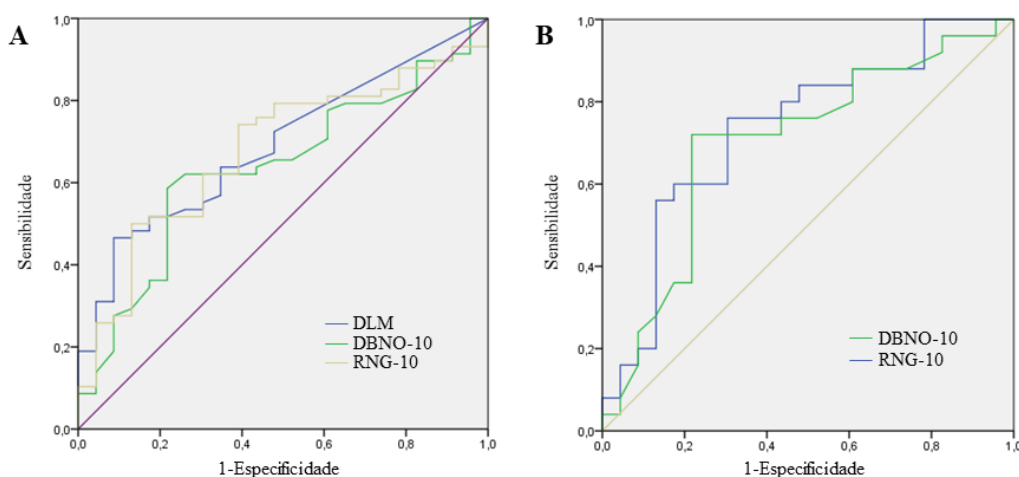 A
Sensibilidade
1,0
0,8
0,6
0,4
0,2
0,0
DLM
DBNO-10
RNG-10
0,0 0,2 0,4 0,6 0,8 1,0
1-Especificidade
B
Sensibilidade
1,0
0,8
0,6
0,4
0,2
0,0
DBNO-10
RNG-10
0,0 0,2 0,4 0,6 0,8 1,0
1-Especificidade